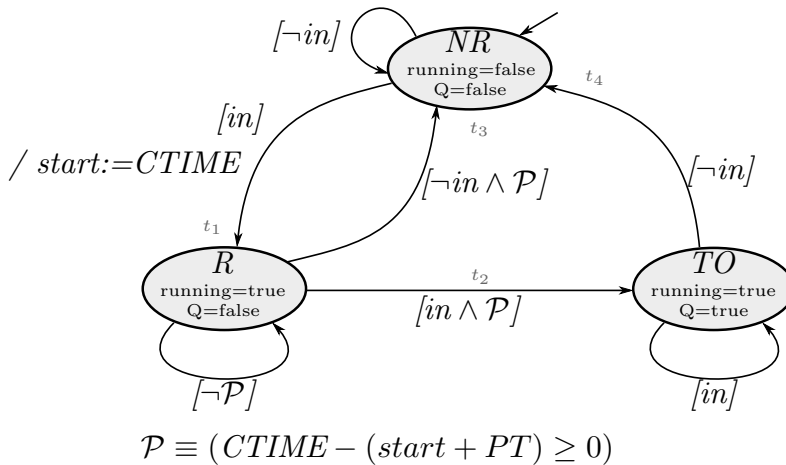 [¬in]
NR
running=false
Q=false
t4
[in]
/ start:=CTIME
t3
[¬in ∧ 𝒫]
[¬in]
t1
R
running=true
Q=false
t2
[in ∧ 𝒫]
TO
running=true
Q=true
[¬𝒫]
[in]
𝒫 ≡ (CTIME − (start + PT) ≥ 0)